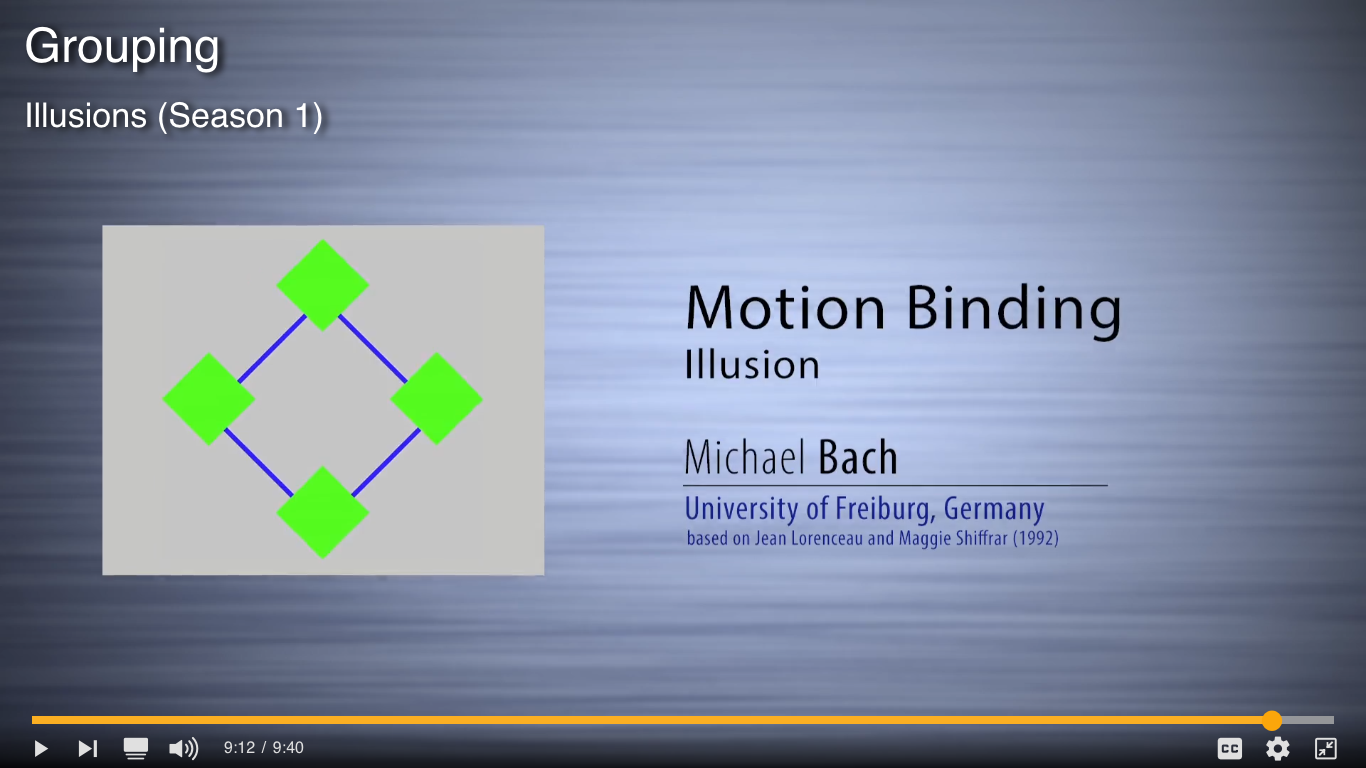 Grouping
Illusions (Season 1)
Motion Binding
Illusion
Michael Bach
University of Freiburg, Germany
based on Jean Lorenceau and Maggie Shiffrar (1992)
9:12 / 9:40
CC